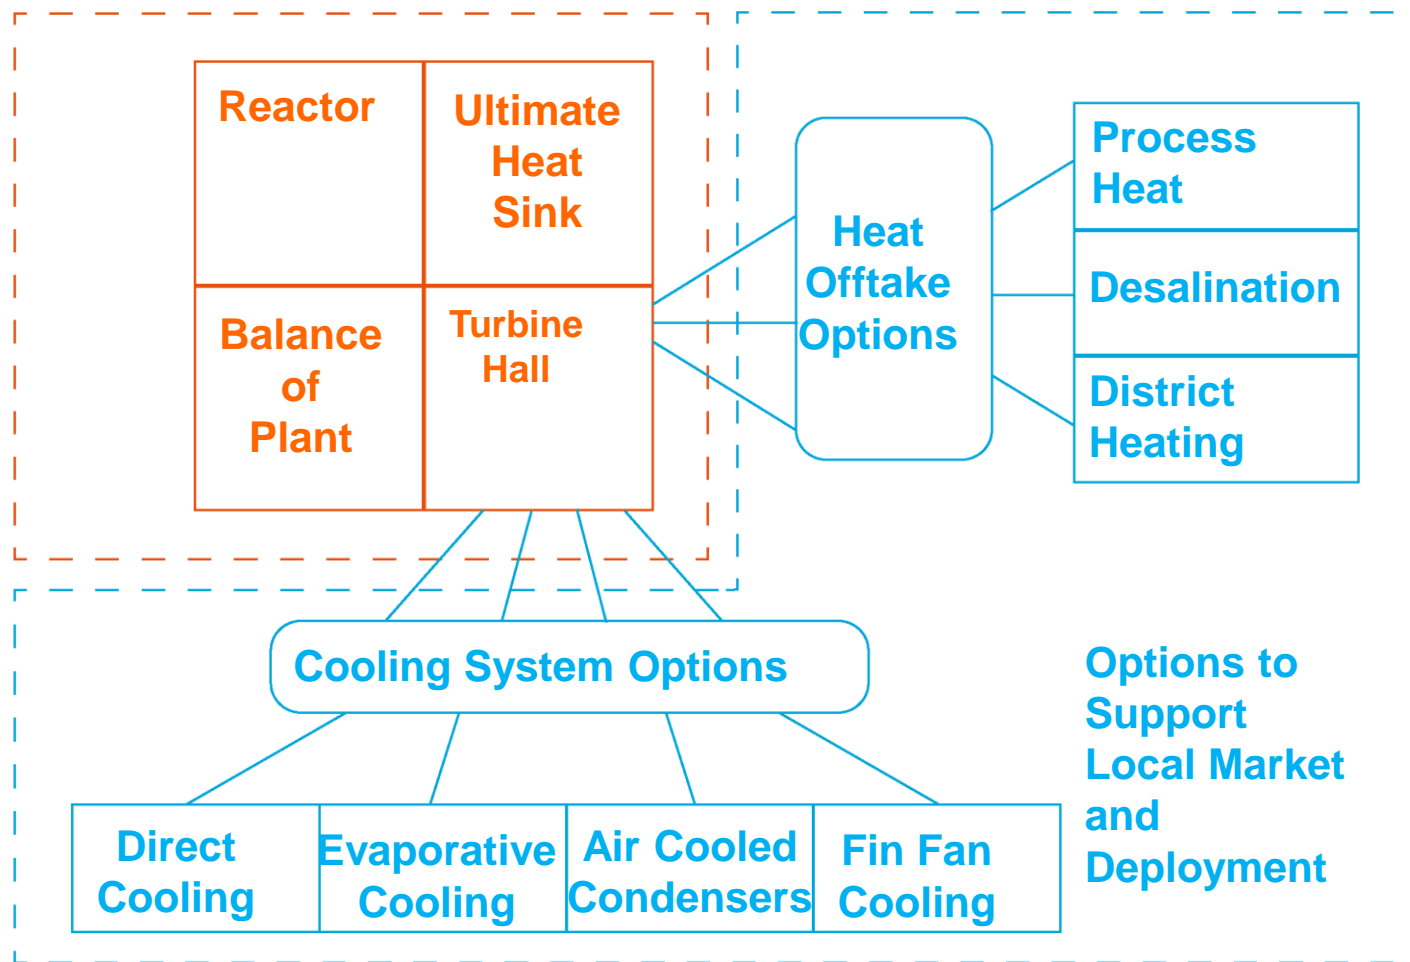 Reactor
Ultimate
Heat
Sink
Balance
of
Plant
Turbine
Hall
Heat
Offtake
Options
Process
Heat
Desalination
District
Heating
Cooling System Options
Direct
Cooling
Evaporative
Cooling
Air Cooled
Condensers
Fin Fan
Cooling
Options to
Support
Local Market
and
Deployment